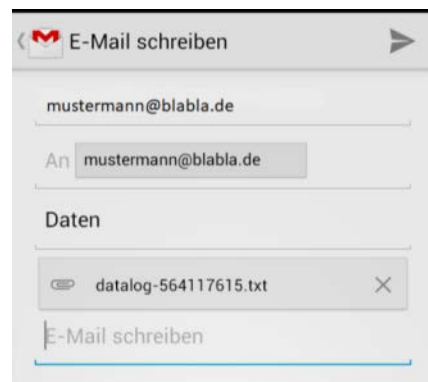 E-Mail schreiben
mustermann@blabla.de
An mustermann@blabla.de
Daten
datalog-564117615.txt
E-Mail schreiben